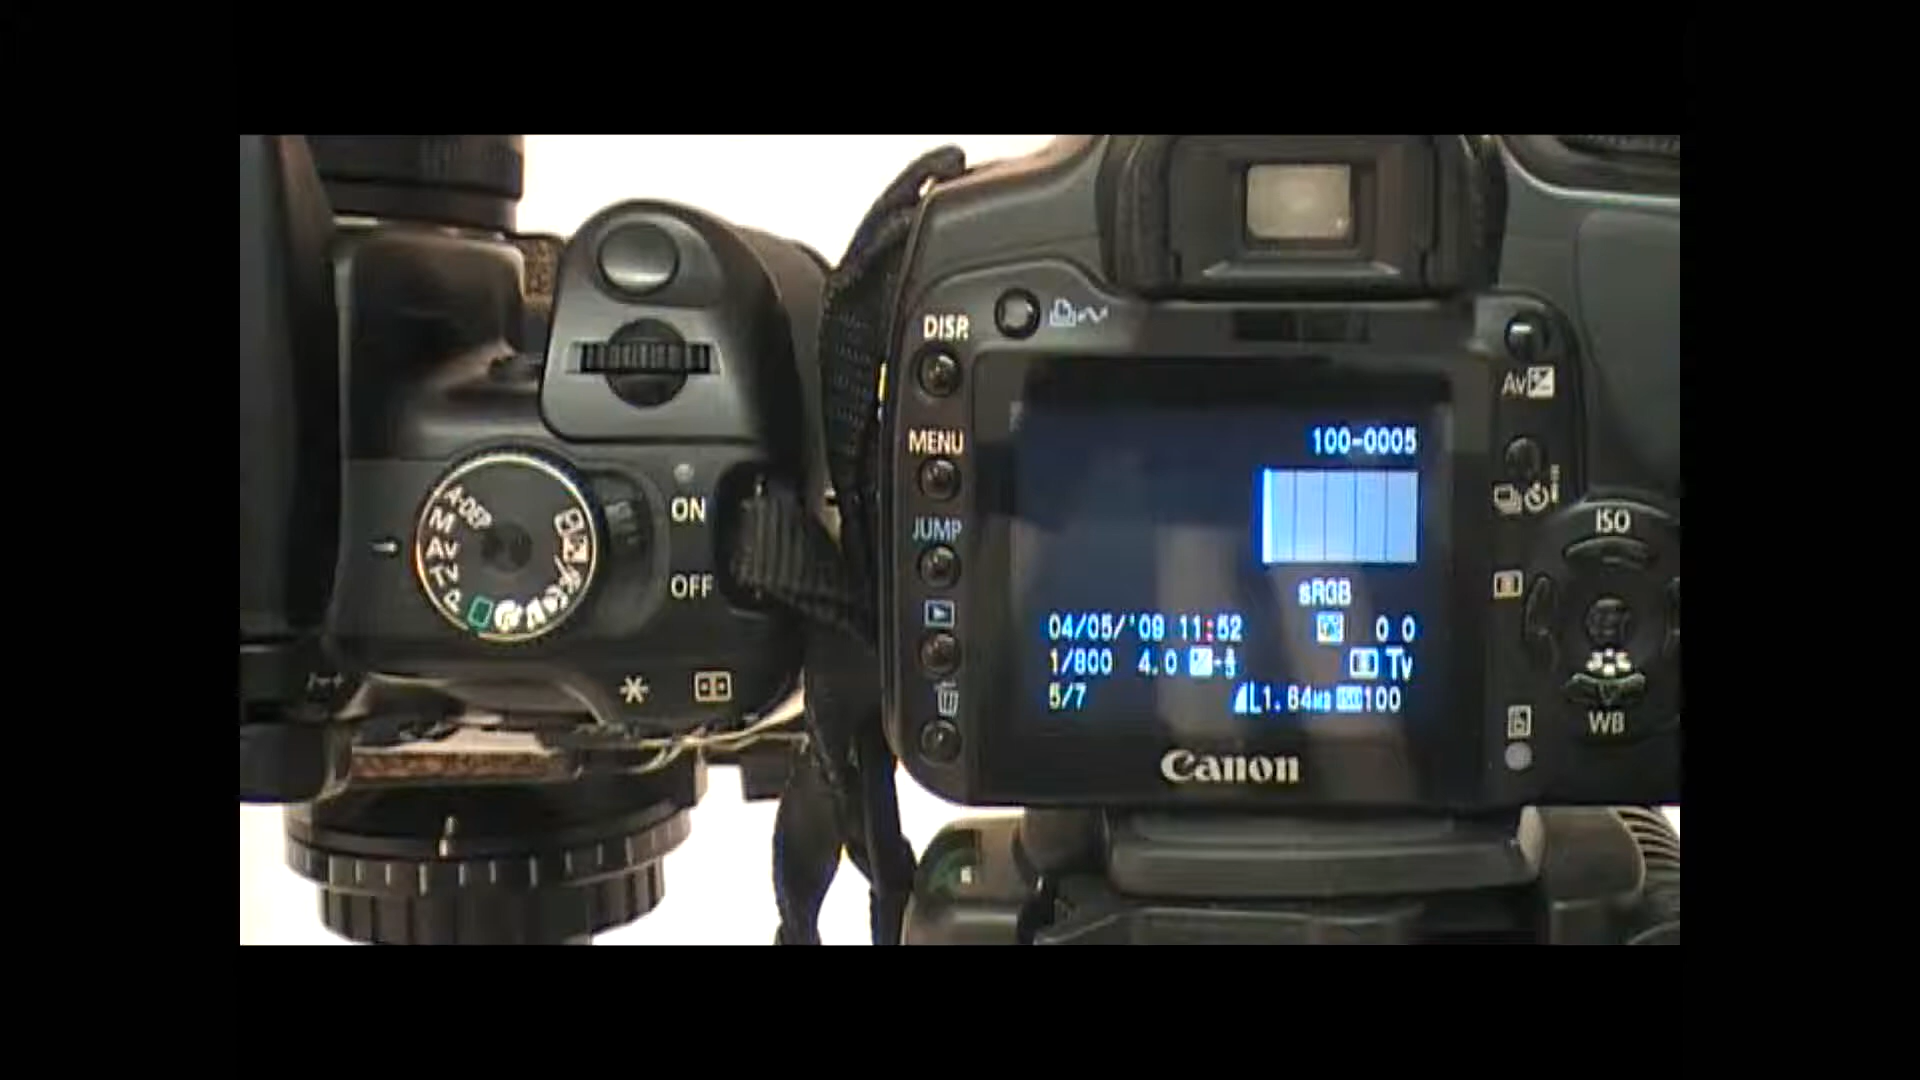 DISP.
MENU
JUMP
A-DEP
M
Av
Tv
P
ON
OFF
100-0005
sRGB
04/05/'09 11:52
0 0
1/800 4.0
Tv
5/7
L1.64MB ISO100
Canon
Av
ISO
WB